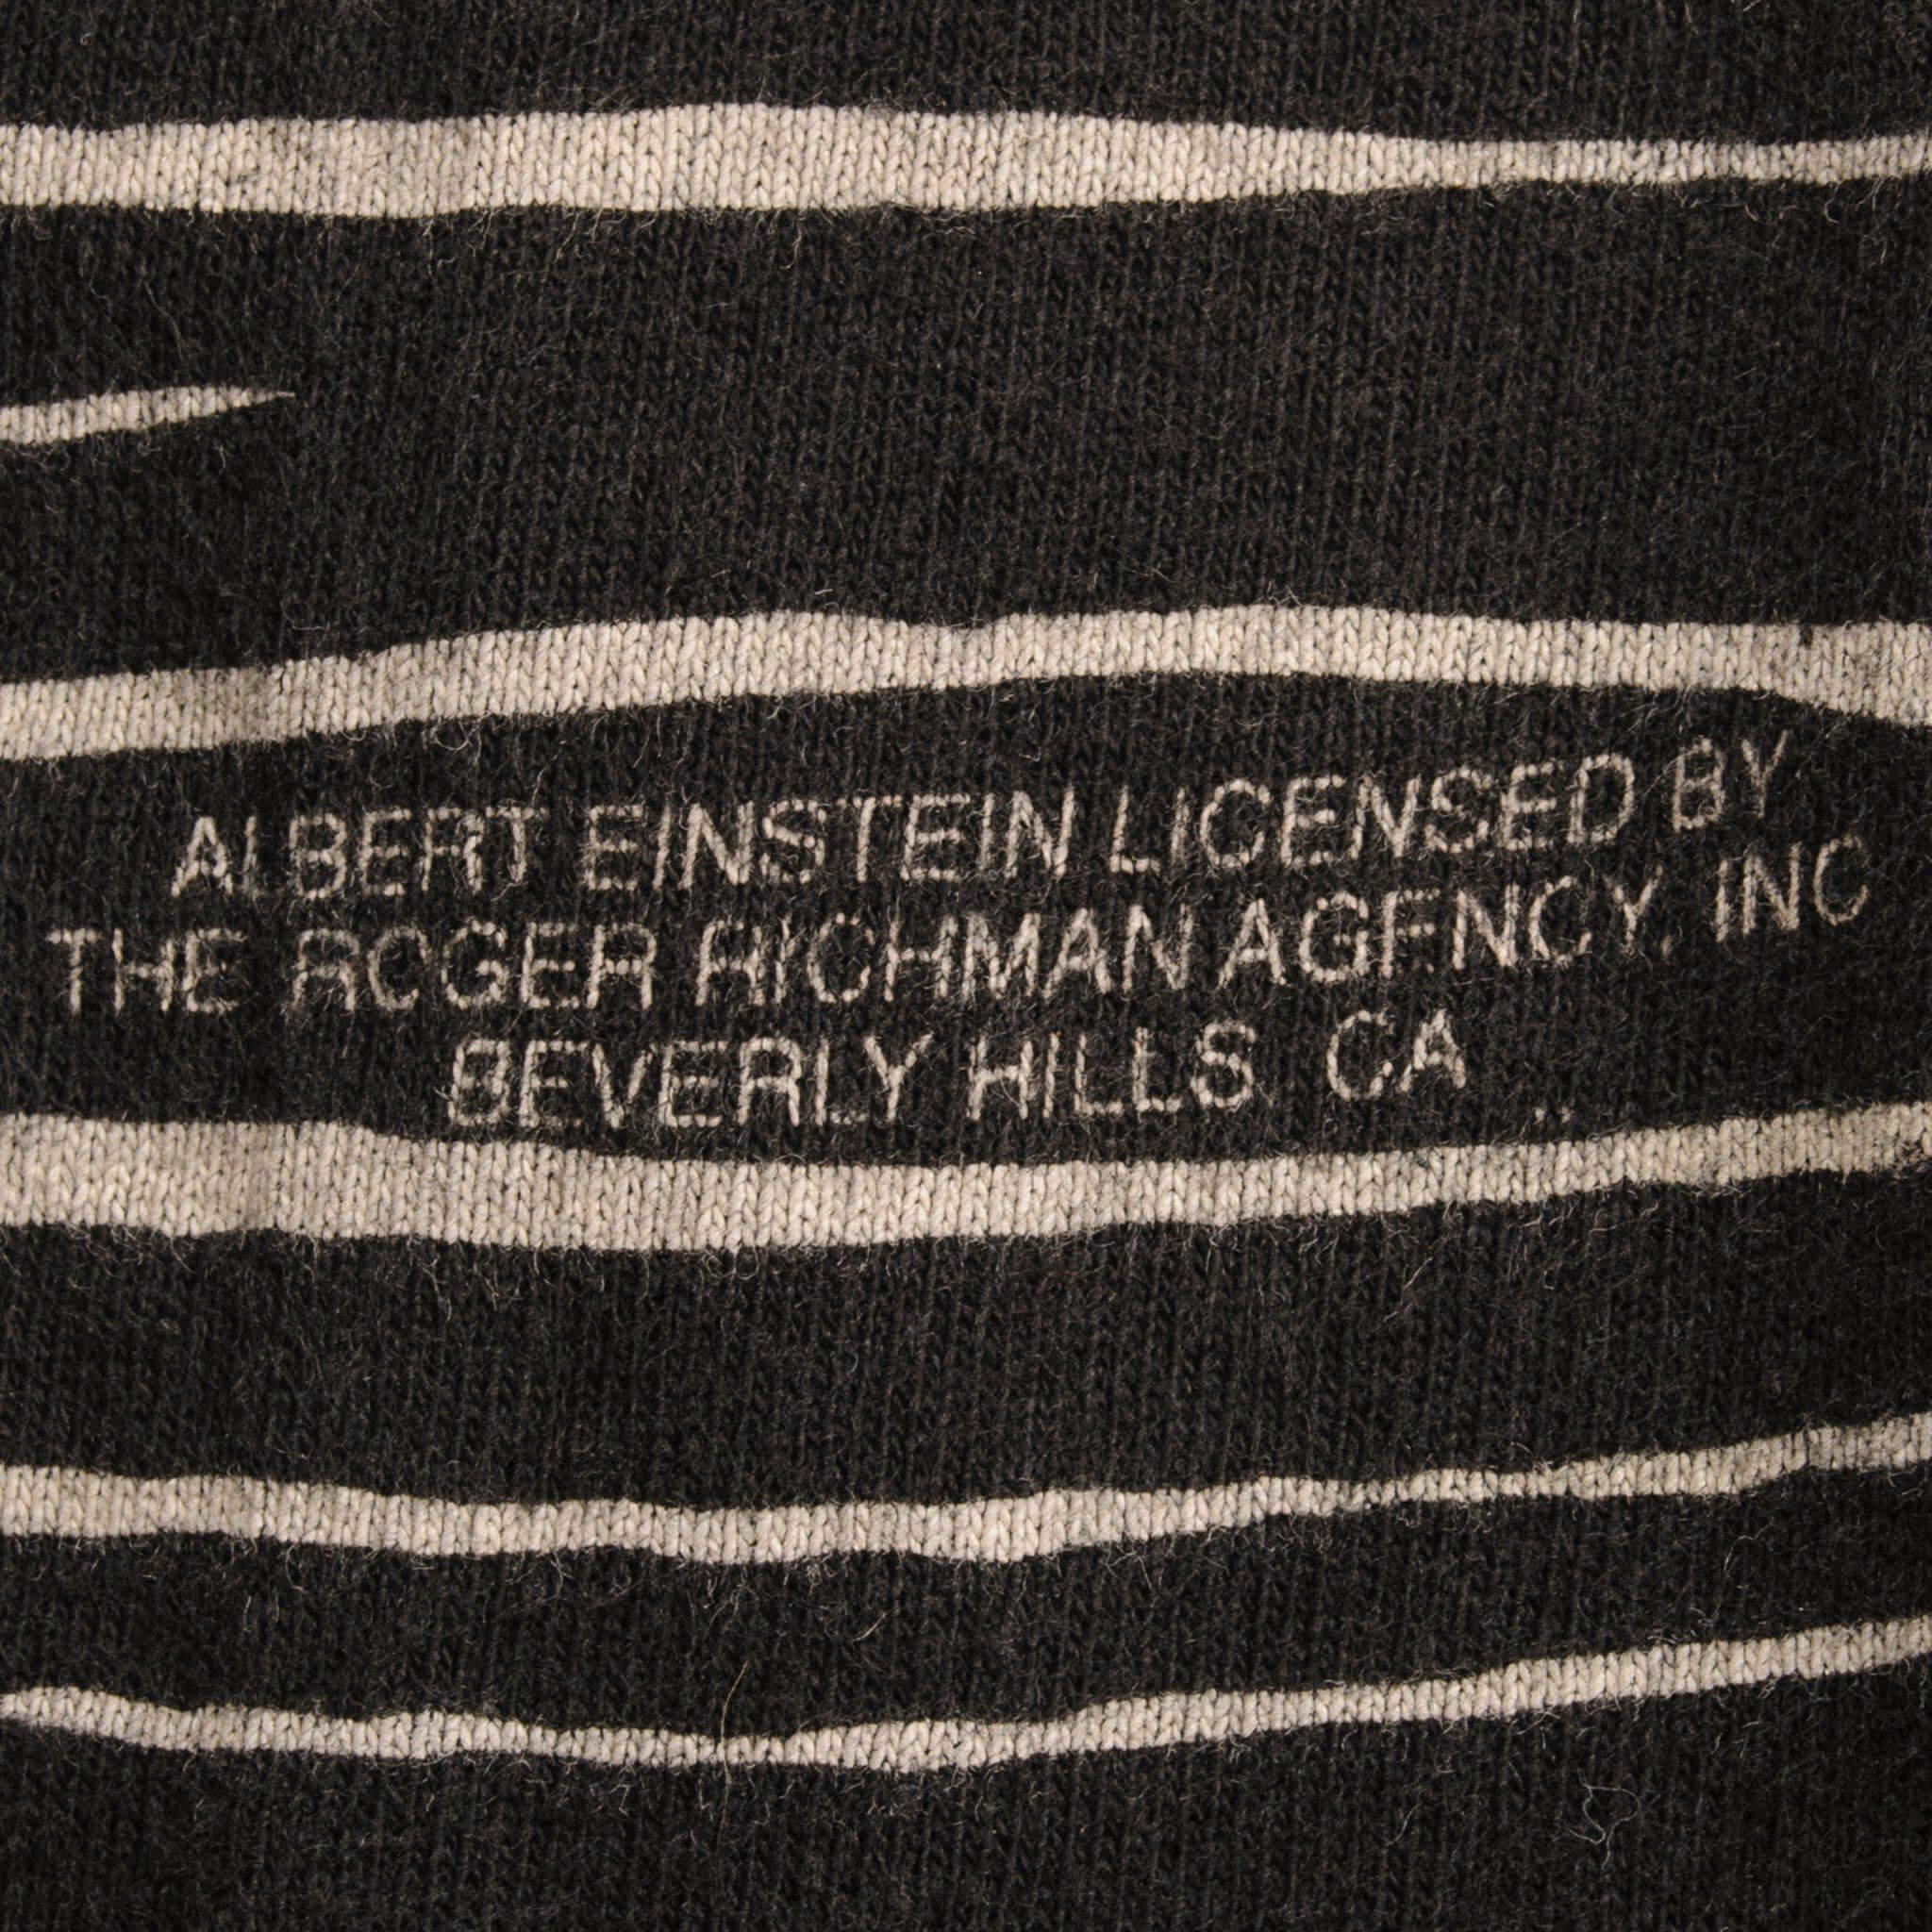 ALBERT EINSTEIN LICENSED BY
THE ROGER RICHMAN AGENCY, INC
BEVERLY HILLS, CA